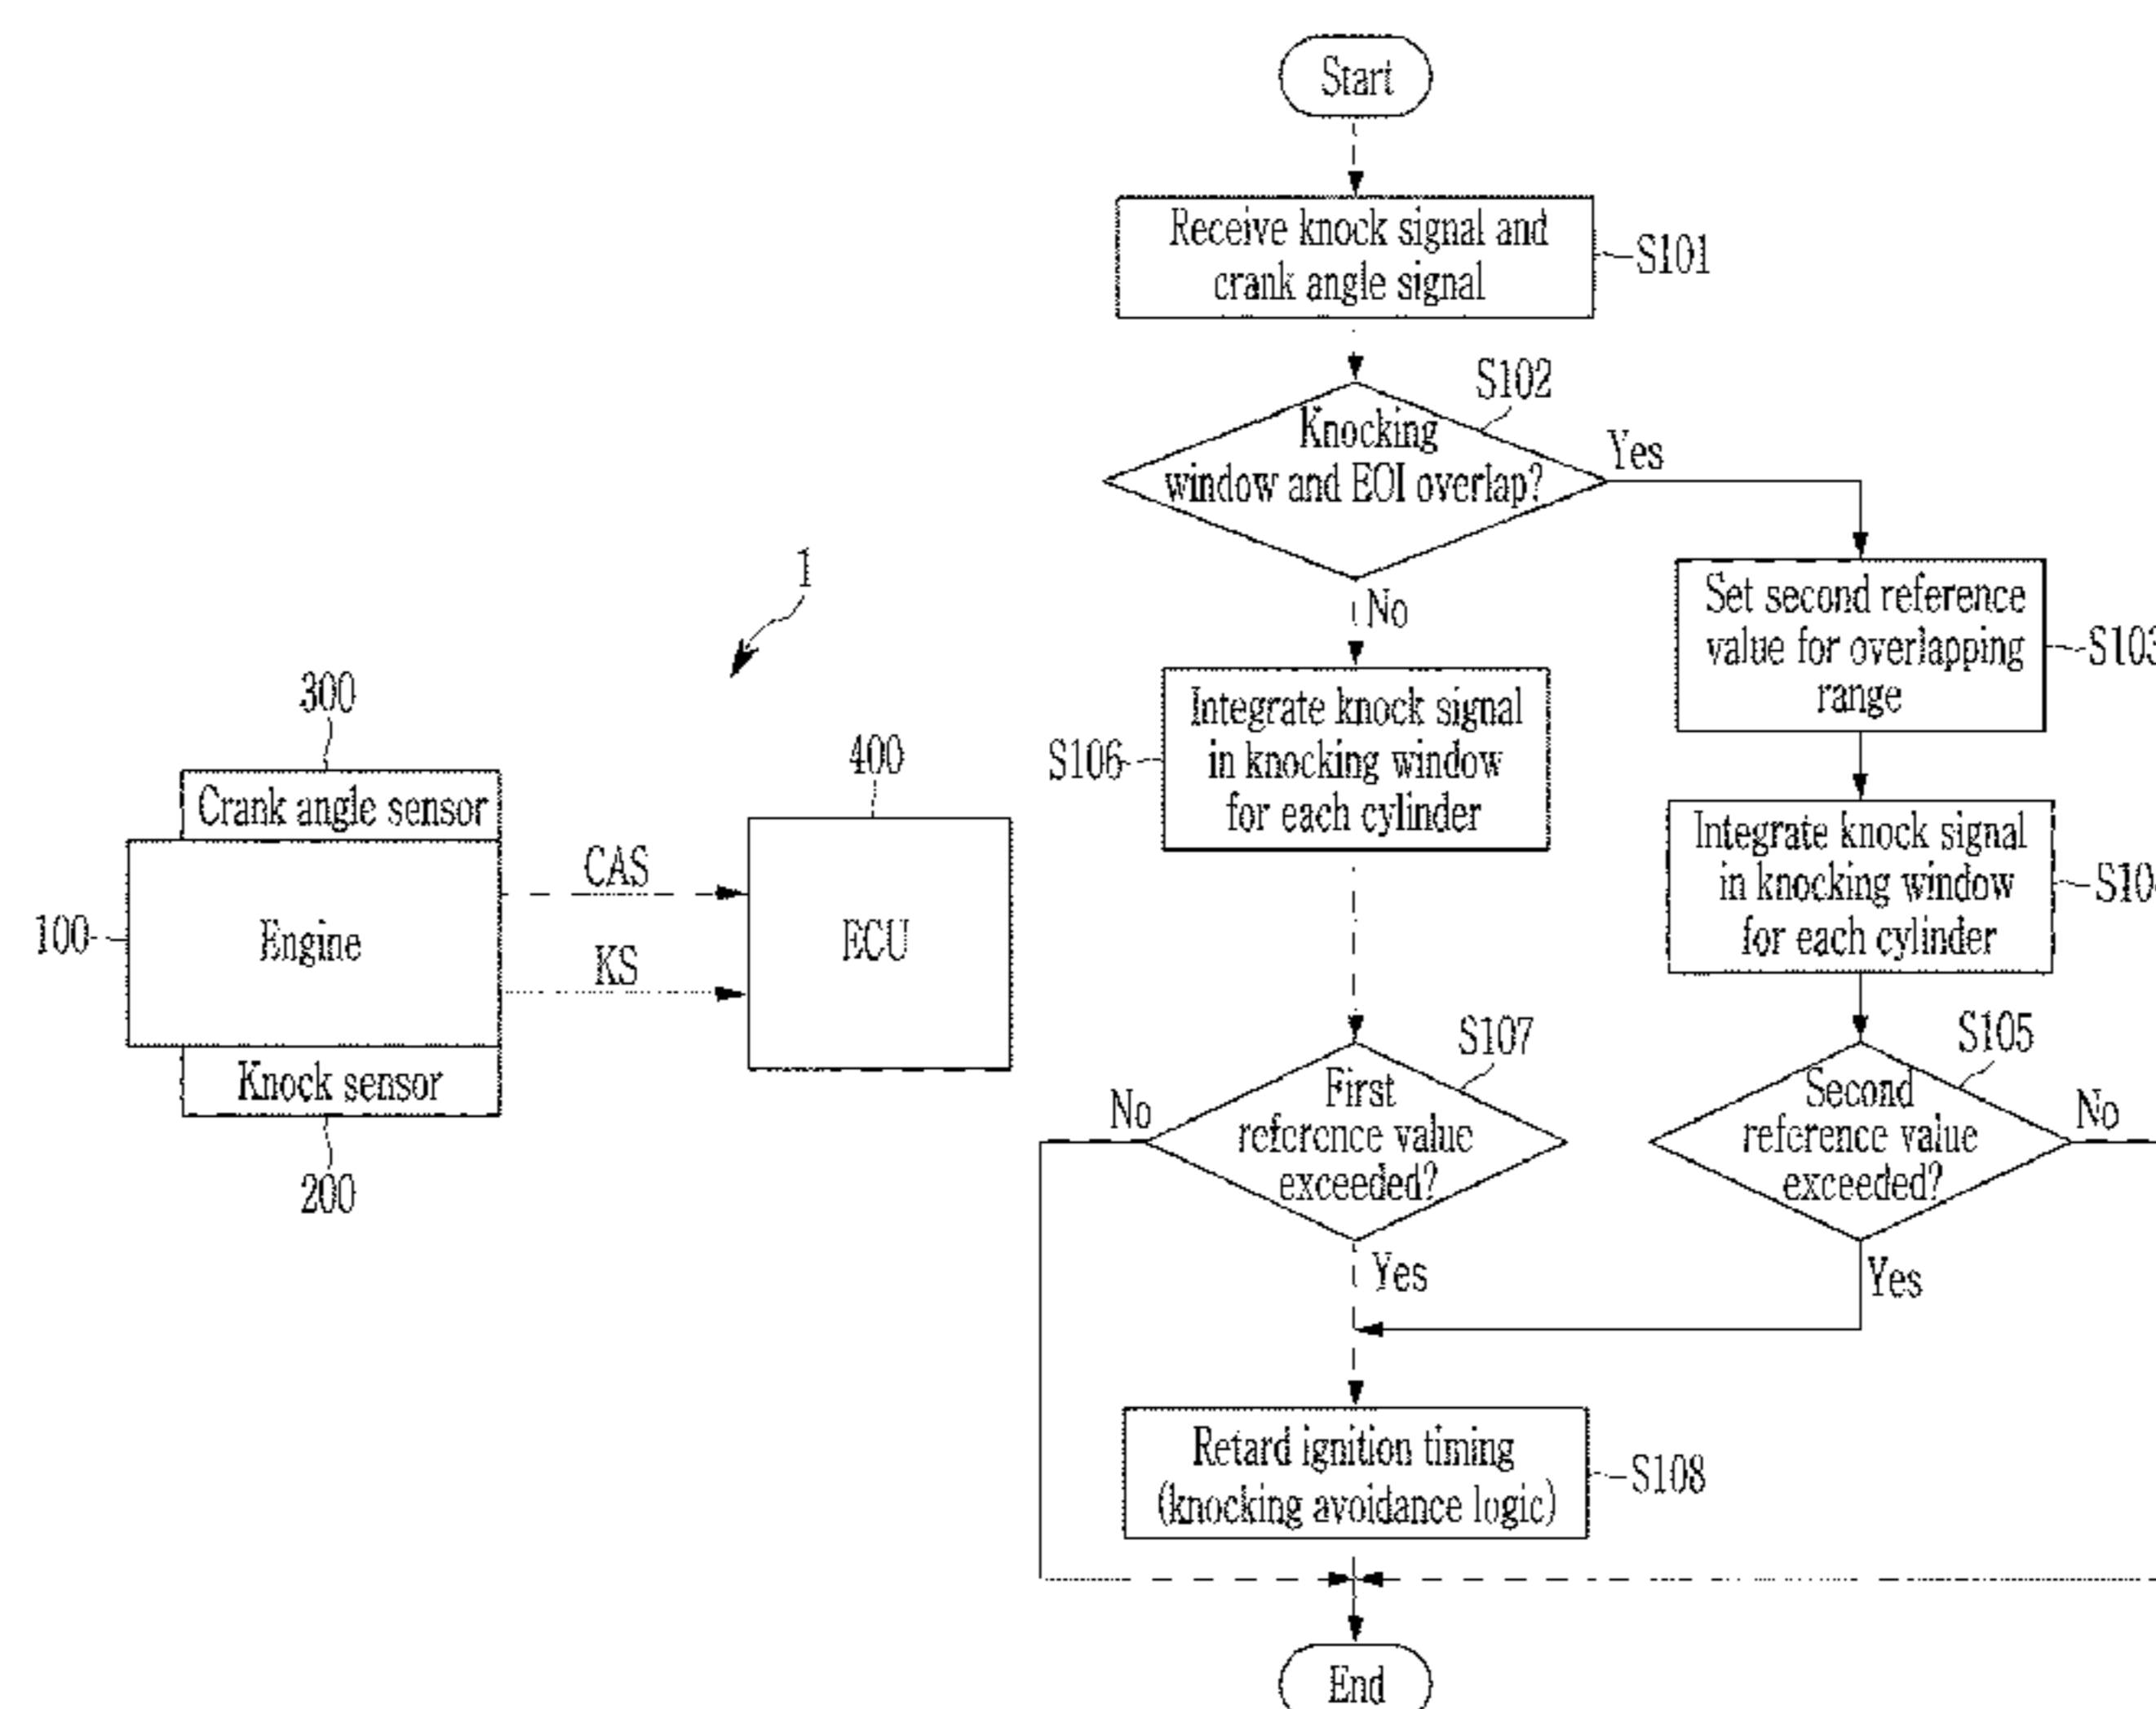 1
300
Crank angle sensor
100
Engine
CAS
KS
400
ECU
Knock sensor
200
Start
Receive knock signal and
crank angle signal
S101
S102
Knocking
window and EOI overlap?
Yes
No
Set second reference
value for overlapping
range
S103
S106
Integrate knock signal
in knocking window
for each cylinder
Integrate knock signal
in knocking window
for each cylinder
S107
First
reference value
exceeded?
No
Yes
S105
Second
reference value
exceeded?
No
Yes
Retard ignition timing
(knocking avoidance logic)
S108
End